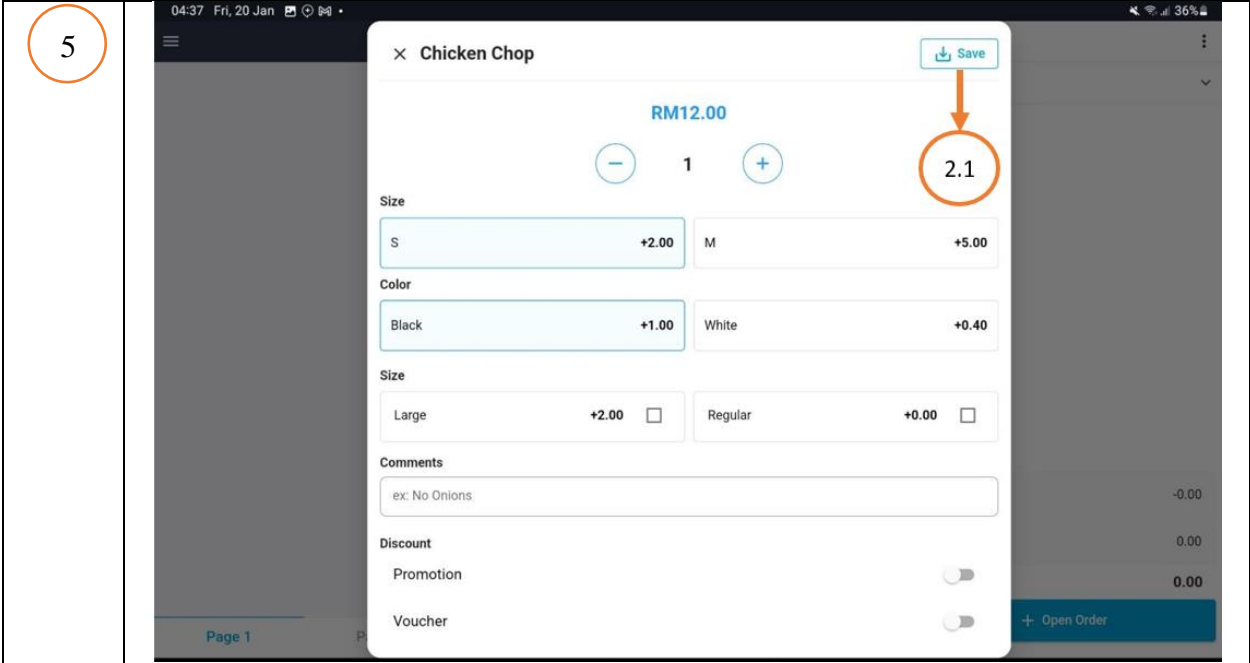 5
04:37 Fri, 20 Jan
36%
Chicken Chop
Save
RM12.00
1
2.1
Size
S +2.00 M +5.00
Color
Black +1.00 White +0.40
Size
Large +2.00 Regular +0.00
Comments
ex: No Onions
-0.00
Discount
0.00
Promotion
0.00
Voucher
+ Open Order
Page 1
P